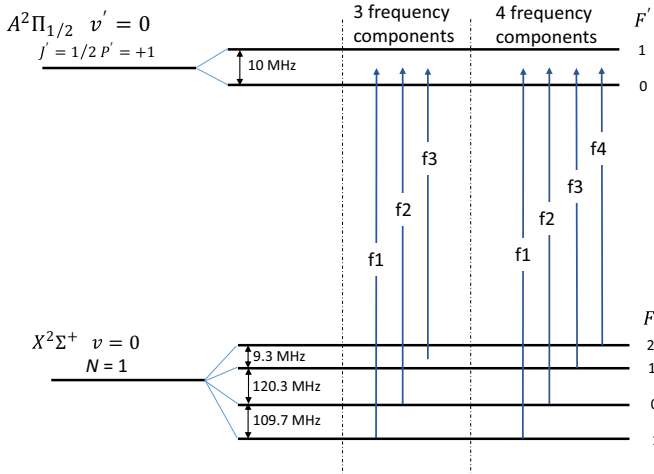 A²Π₁/₂ v′ = 0
J′ = 1/2 P′ = +1
3 frequency
components
4 frequency
components
F′
1
10 MHz
0
f1
f2
f3
f1
f2
f3
f4
X²Σ⁺ v = 0
N = 1
F
2
9.3 MHz
1
120.3 MHz
109.7 MHz